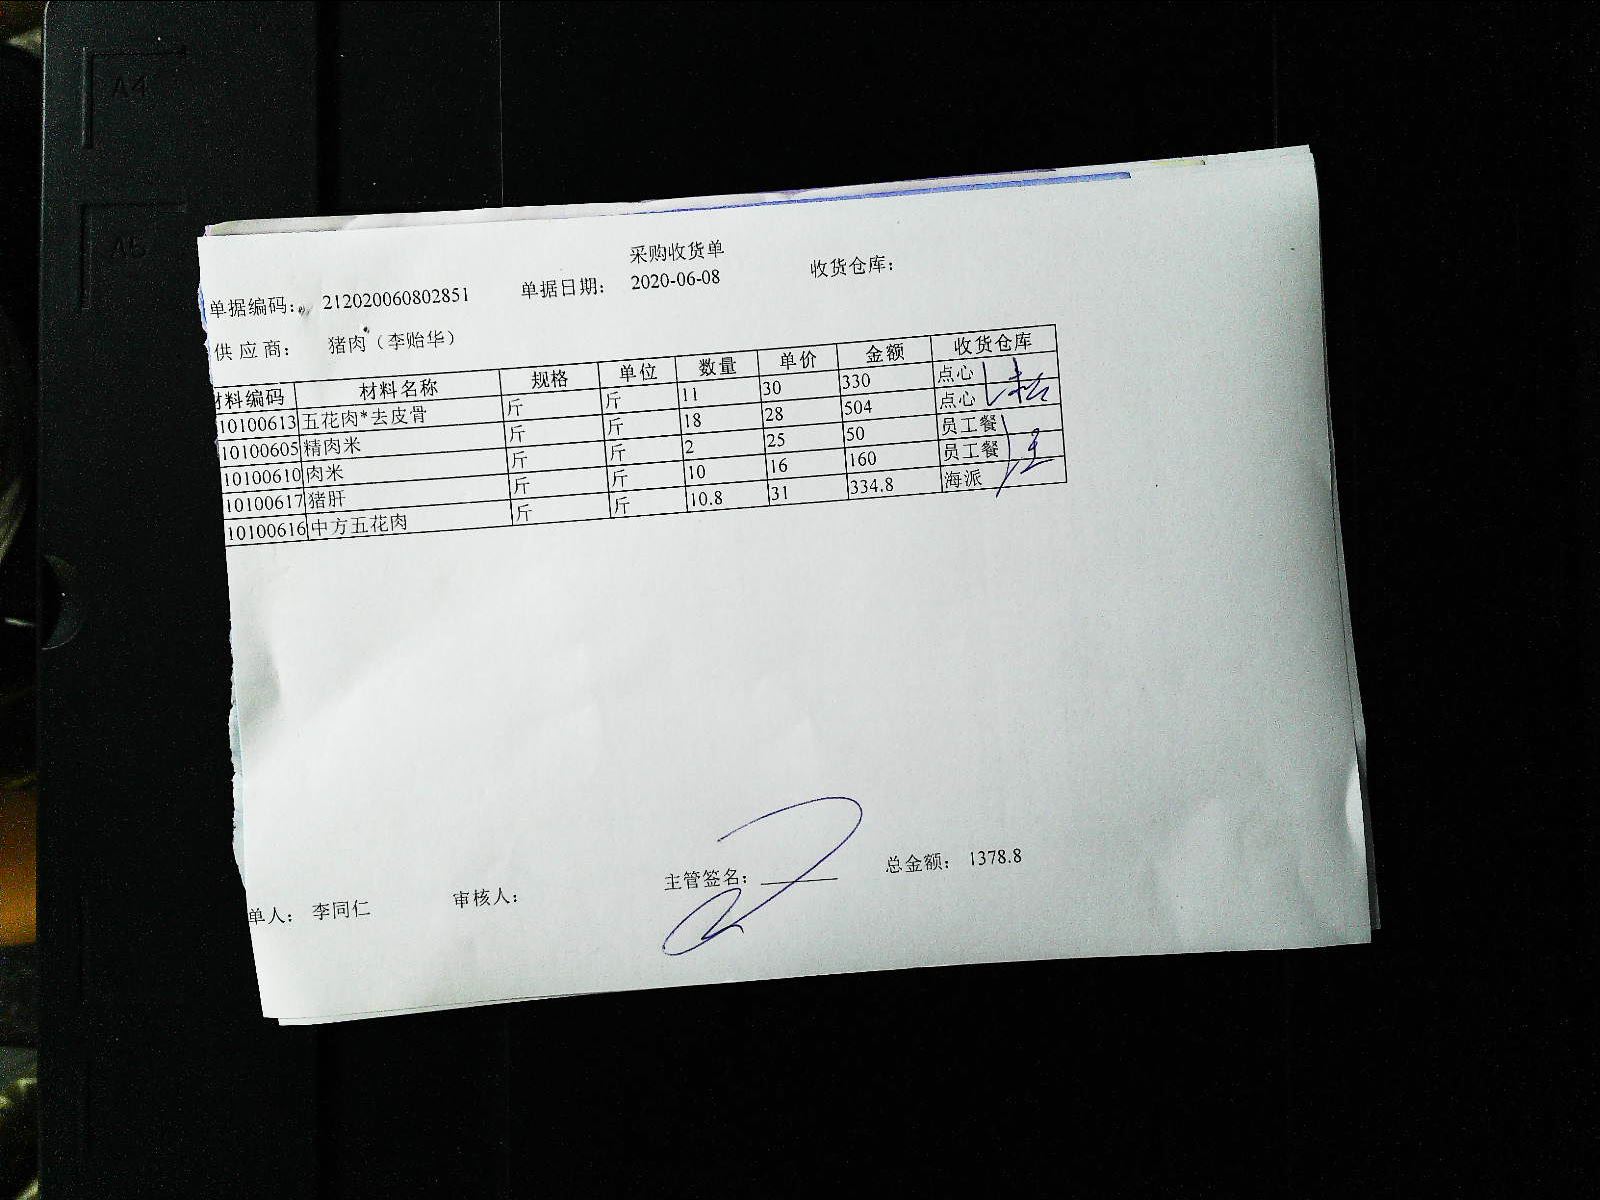 A4
A5
采购收货单
单据编码： 212020060802851 单据日期： 2020-06-08 收货仓库：
供应商： 猪肉（李贻华）
材料编码 材料名称 规格 单位 数量 单价 金额 收货仓库
10100613 五花肉*去皮骨 斤 斤 11 30 330 点心
10100605 精肉米 斤 斤 18 28 504 点心
10100610 肉米 斤 斤 2 25 50 员工餐
10100617 猪肝 斤 斤 10 16 160 员工餐
10100616 中方五花肉 斤 斤 10.8 31 334.8 海派
单人： 李同仁 审核人： 主管签名： 总金额： 1378.8